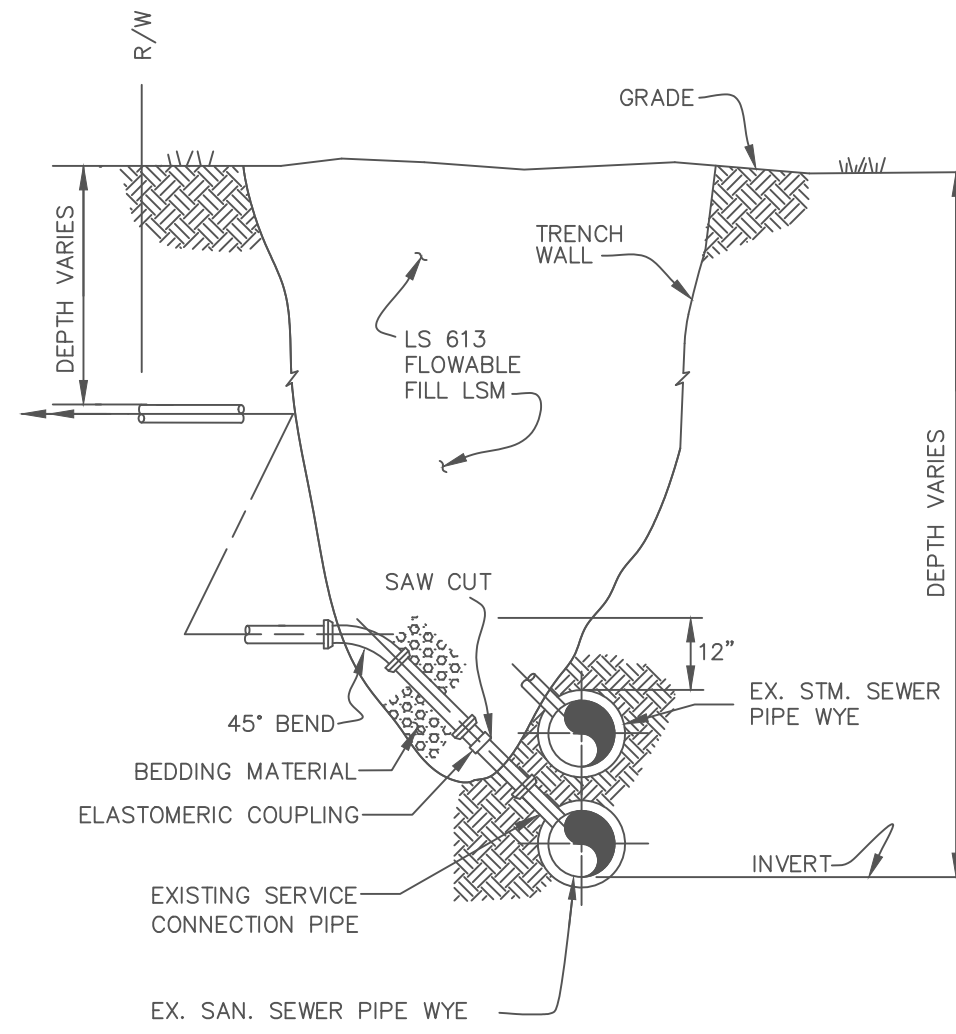 R/W
GRADE
DEPTH VARIES
TRENCH
WALL
LS 613
FLOWABLE
FILL LSM
DEPTH VARIES
SAW CUT
12”
45° BEND
EX. STM. SEWER
PIPE WYE
BEDDING MATERIAL
ELASTOMERIC COUPLING
INVERT
EXISTING SERVICE
CONNECTION PIPE
EX. SAN. SEWER PIPE WYE